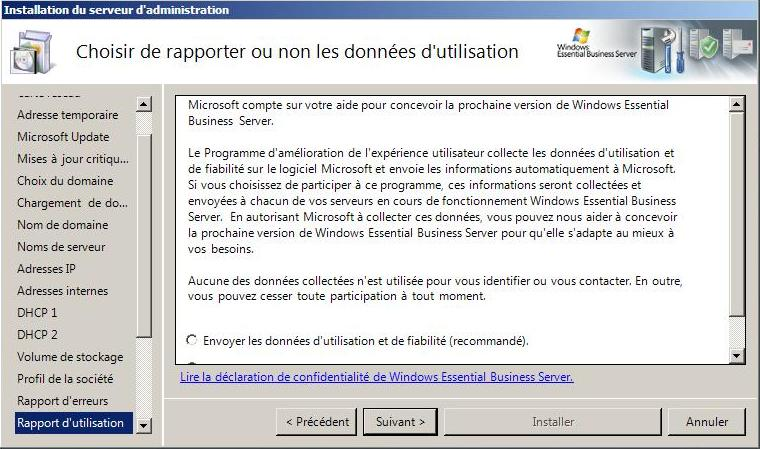 Installation du serveur d'administration
Choisir de rapporter ou non les données d'utilisation
Windows
Essential Business Server
Adresse temporaire
Microsoft Update
Mises à jour critiqu...
Choix du domaine
Chargement de do...
Nom de domaine
Noms de serveur
Adresses IP
Adresses internes
DHCP 1
DHCP 2
Volume de stockage
Profil de la société
Rapport d'erreurs
Rapport d'utilisation
Microsoft compte sur votre aide pour concevoir la prochaine version de Windows Essential
Business Server.
Le Programme d'amélioration de l'expérience utilisateur collecte les données d'utilisation et
de fiabilité sur le logiciel Microsoft et envoie les informations automatiquement à Microsoft.
Si vous choisissez de participer à ce programme, ces informations seront collectées et
envoyées à chacun de vos serveurs en cours de fonctionnement Windows Essential Business
Server. En autorisant Microsoft à collecter ces données, vous pouvez nous aider à concevoir
la prochaine version de Windows Essential Business Server pour qu'elle s'adapte au mieux à
vos besoins.
Aucune des données collectées n'est utilisée pour vous identifier ou vous contacter. En outre,
vous pouvez cesser toute participation à tout moment.
Envoyer les données d'utilisation et de fiabilité (recommandé).
Lire la déclaration de confidentialité de Windows Essential Business Server.
< Précédent
Suivant >
Installer
Annuler